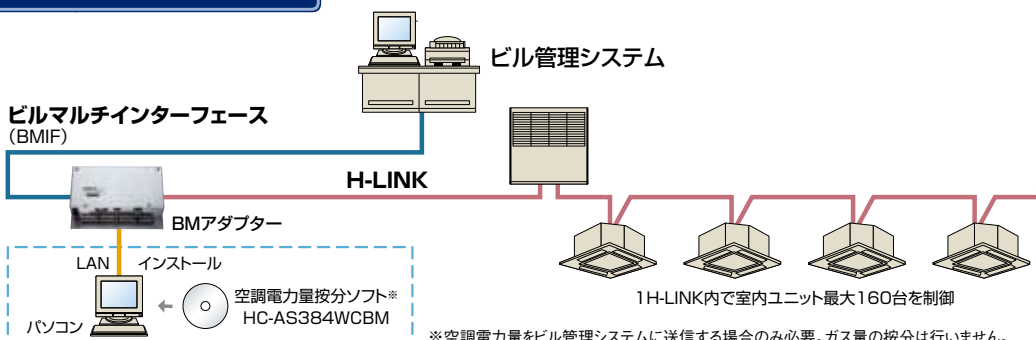 ビル管理システム
ビルマルチインターフェース
(BMIF)
H-LINK
BMアダプター
LAN インストール
空調電力量按分ソフト※
HC-AS384WCBM
パソコン
1H-LINK内で室内ユニット最大160台を制御
※空調電力量をビル管理システムに送信する場合のみ必要。ガス量の按分は行いません。